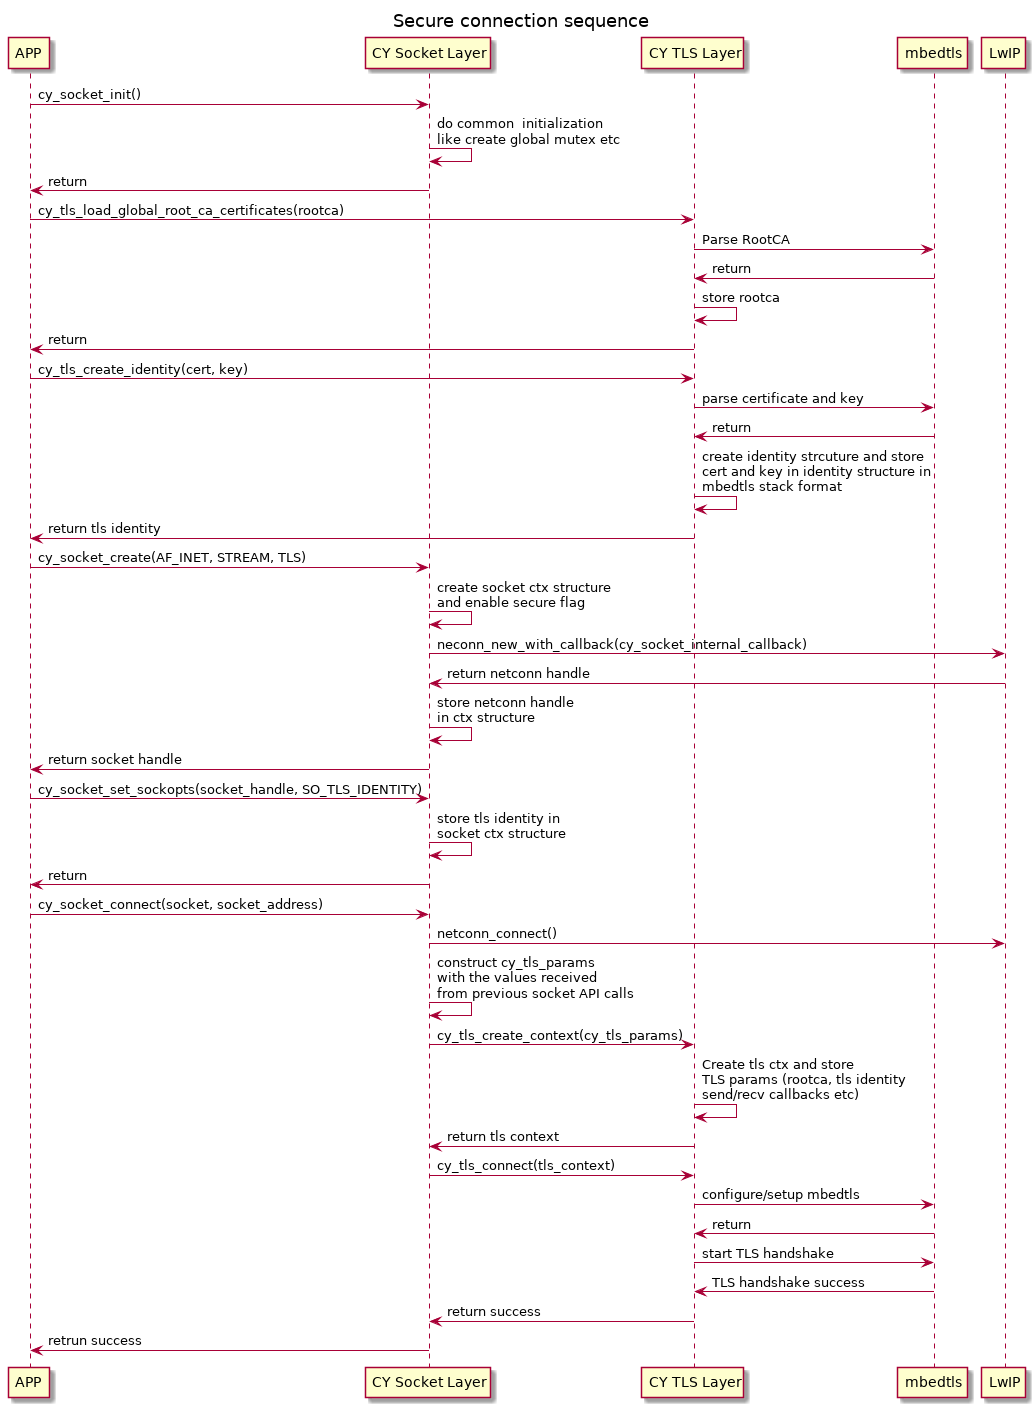 Secure connection sequence
APP
CY Socket Layer
CY TLS Layer
mbedtls
LwIP
cy_socket_init()
do common  initialization
like create global mutex etc
return
cy_tls_load_global_root_ca_certificates(rootca)
Parse RootCA
return
store rootca
return
cy_tls_create_identity(cert, key)
parse certificate and key
return
create identity strcuture and store
cert and key in identity structure in
mbedtls stack format
return tls identity
cy_socket_create(AF_INET, STREAM, TLS)
create socket ctx structure
and enable secure flag
neconn_new_with_callback(cy_socket_internal_callback)
return netconn handle
store netconn handle
in ctx structure
return socket handle
cy_socket_set_sockopts(socket_handle, SO_TLS_IDENTITY)
store tls identity in
socket ctx structure
return
cy_socket_connect(socket, socket_address)
netconn_connect()
construct cy_tls_params
with the values received
from previous socket API calls
cy_tls_create_context(cy_tls_params)
Create tls ctx and store
TLS params (rootca, tls identity
send/recv callbacks etc)
return tls context
cy_tls_connect(tls_context)
configure/setup mbedtls
return
start TLS handshake
TLS handshake success
return success
retrun success
APP
CY Socket Layer
CY TLS Layer
mbedtls
LwIP